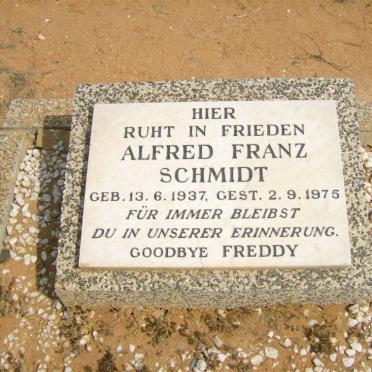 HIER
RUHT IN FRIEDEN
ALFRED FRANZ
SCHMIDT
GEB. 13. 6. 1937, GEST. 2. 9. 1975
FÜR IMMER BLEIBST
DU IN UNSERER ERINNERUNG.
GOODBYE FREDDY